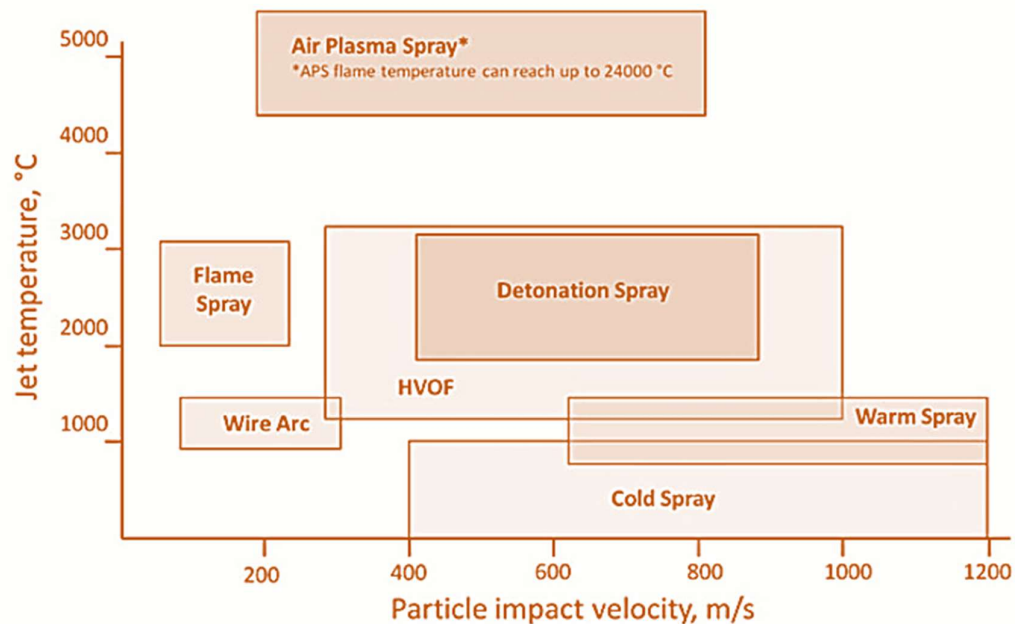 5000
Air Plasma Spray*
*APS flame temperature can reach up to 24000 °C
4000
3000
Flame
Spray
Detonation Spray
2000
HVOF
1000
Wire Arc
Warm Spray
Cold Spray
Jet temperature, °C
200
400
600
800
1000
1200
Particle impact velocity, m/s